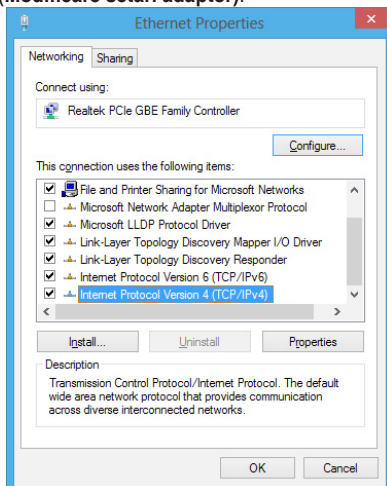 (Modificare setari adaptor).
Ethernet Properties
Networking
Sharing
Connect using:
Realtek PCIe GBE Family Controller
Configure...
This connection uses the following items:
File and Printer Sharing for Microsoft Networks
Microsoft Network Adapter Multiplexor Protocol
Microsoft LLDP Protocol Driver
Link-Layer Topology Discovery Mapper I/O Driver
Link-Layer Topology Discovery Responder
Internet Protocol Version 6 (TCP/IPv6)
Internet Protocol Version 4 (TCP/IPv4)
Install...
Uninstall
Properties
Description
Transmission Control Protocol/Internet Protocol. The default
wide area network protocol that provides communication
across diverse interconnected networks.
OK
Cancel